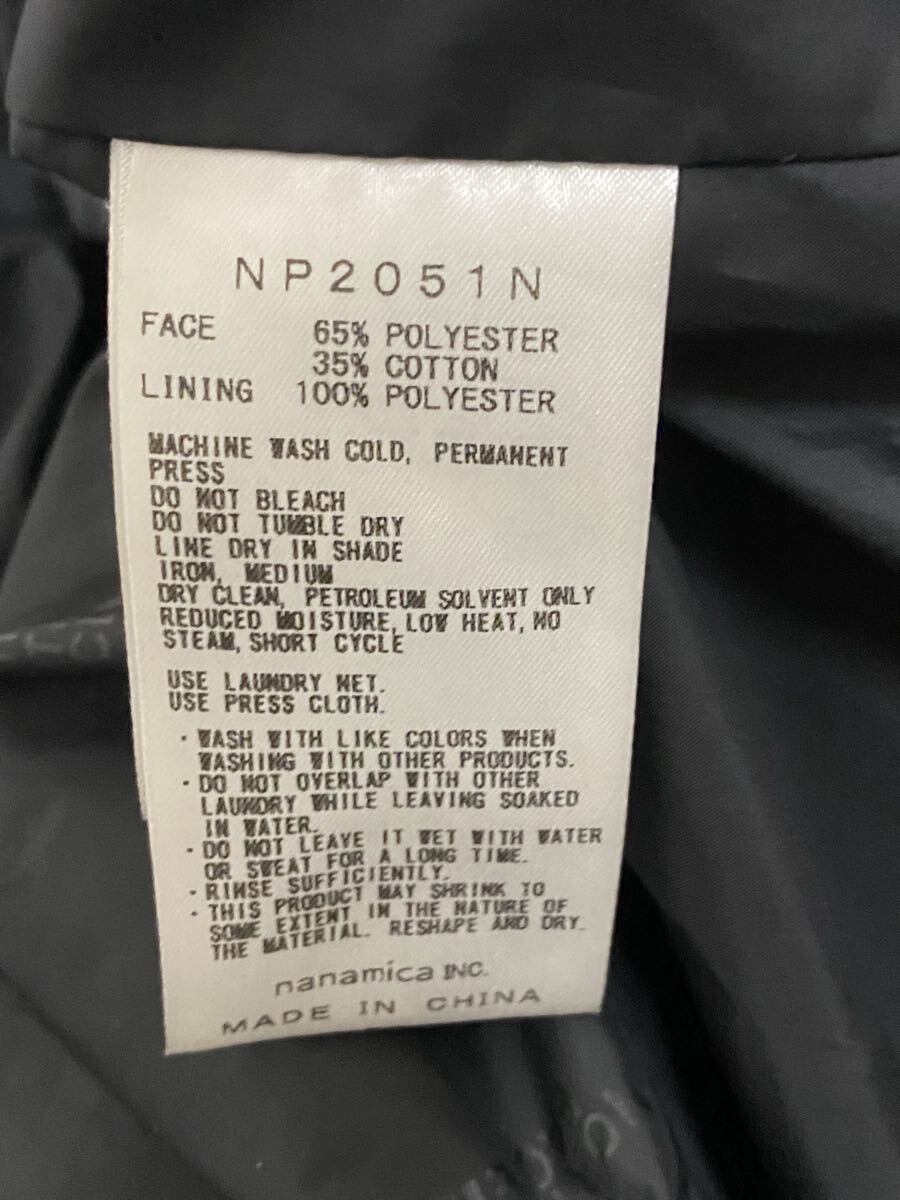 NP2051N
FACE 65% POLYESTER
35% COTTON
LINING 100% POLYESTER
MACHINE WASH COLD, PERMANENT
PRESS
DO NOT BLEACH
DO NOT TUMBLE DRY
LINE DRY IN SHADE
IRON, MEDIUM
DRY CLEAN, PETROLEUM SOLVENT ONLY
REDUCED MOISTURE, LOW HEAT, NO
STEAM, SHORT CYCLE
USE LAUNDRY NET.
USE PRESS CLOTH.
・WASH WITH LIKE COLORS WHEN
WASHING WITH OTHER PRODUCTS.
・DO NOT OVERLAP WITH OTHER
LAUNDRY WHILE LEAVING SOAKED
IN WATER.
・DO NOT LEAVE IT WET WITH WATER
OR SWEAT FOR A LONG TIME.
・RINSE SUFFICIENTLY.
・THIS PRODUCT MAY SHRINK TO
SOME EXTENT IN THE NATURE OF
THE MATERIAL. RESHAPE AND DRY.
nanamica INC.
MADE IN CHINA